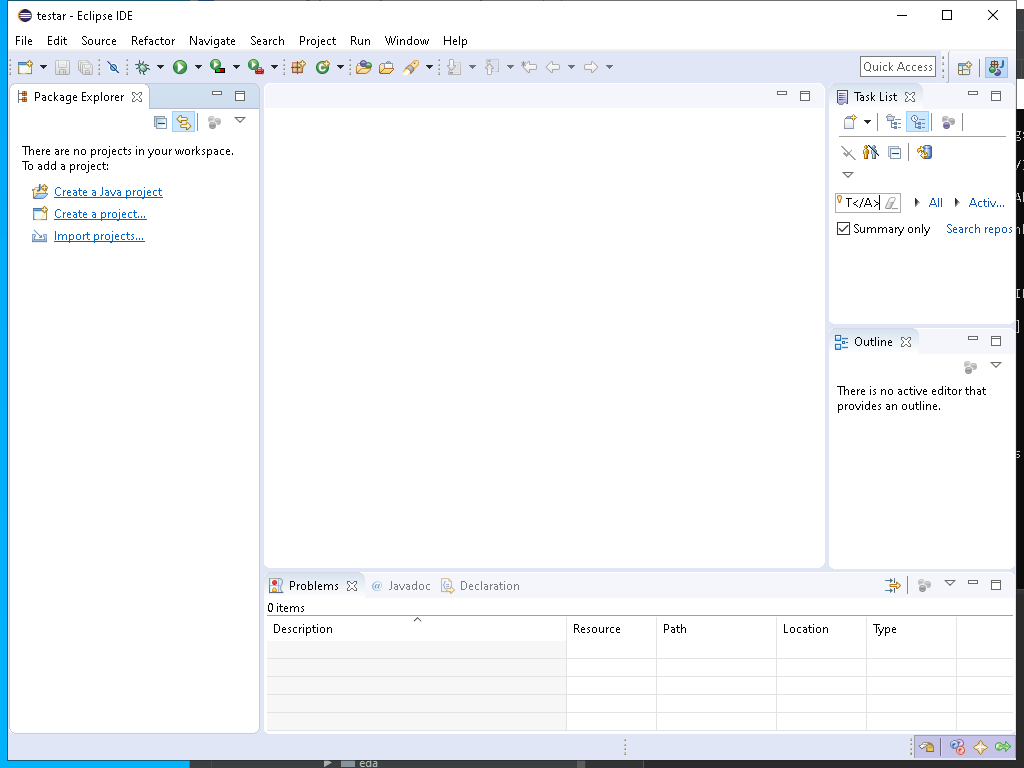 testar - Eclipse IDE
File Edit Source Refactor Navigate Search Project Run Window Help
Quick Access
Package Explorer
There are no projects in your workspace.
To add a project:
Create a Java project
Create a project...
Import projects...
Task List
T</A>
All
Activ...
Summary only
Search repos
Outline
There is no active editor that
provides an outline.
Problems
@ Javadoc
Declaration
0 items
Description Resource Path Location Type
eda